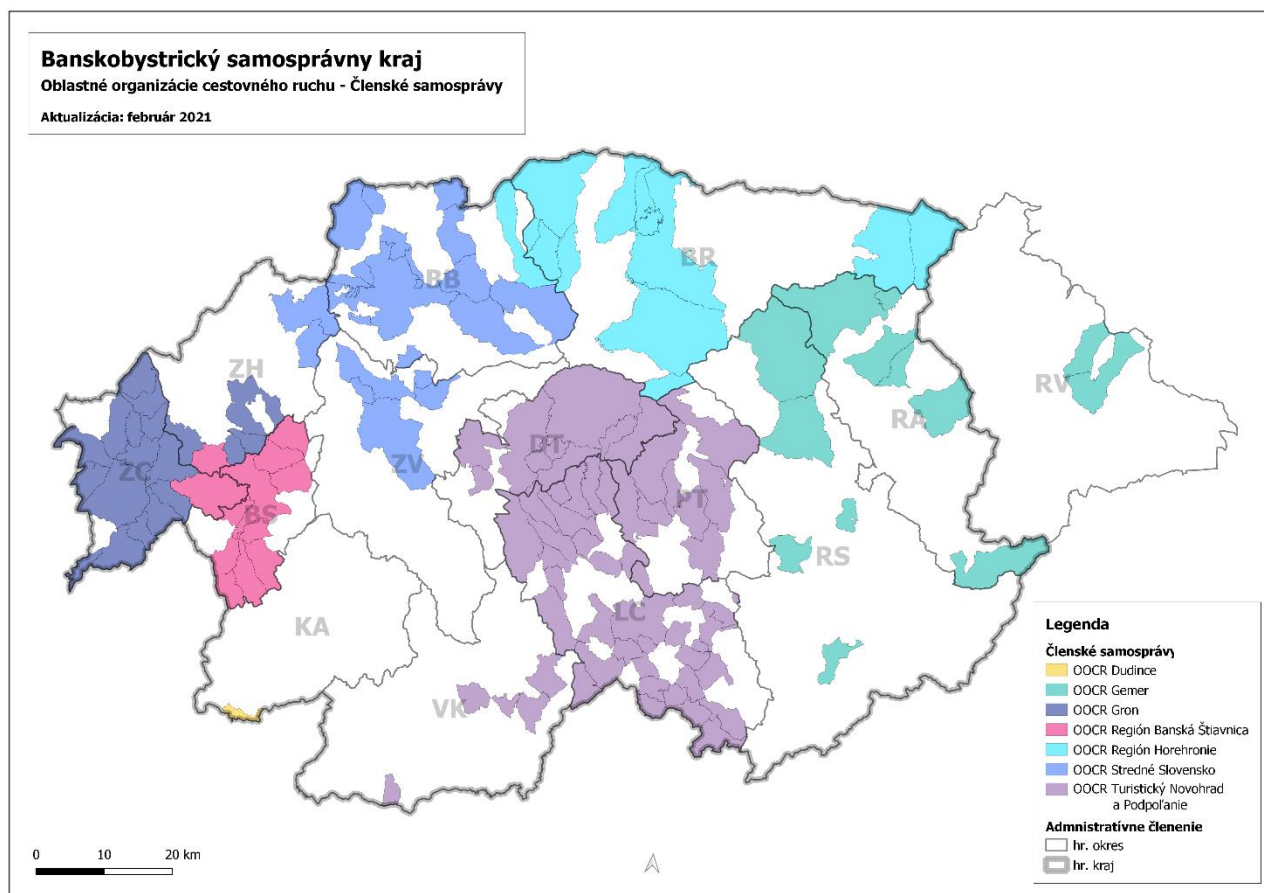 Banskobystrický samosprávny kraj
Oblastné organizácie cestovného ruchu - Členské samosprávy
Aktualizácia: február 2021
BB
BR
ZH
RV
RA
ZC
DT
ZV
PT
BS
RS
KA
LC
VK
Legenda
Členské samosprávy
OOCR Dudince
OOCR Gemer
OOCR Gron
OOCR Región Banská Štiavnica
OOCR Región Horehronie
OOCR Stredné Slovensko
OOCR Turistický Novohrad
a Podpoľanie
Admnistratívne členenie
hr. okres
hr. kraj
0 10 20 km